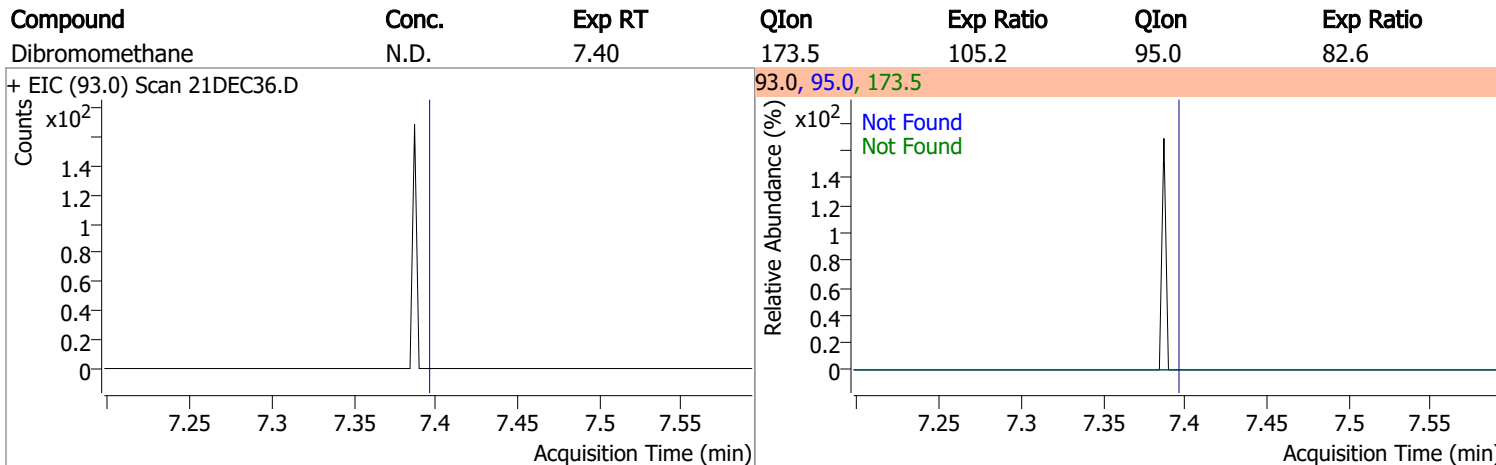 Compound Conc. Exp RT QIon Exp Ratio QIon Exp Ratio
Dibromomethane N.D. 7.40 173.5 105.2 95.0 82.6
+ EIC (93.0) Scan 21DEC36.D
Counts
x10²
1.4
1.2
1
0.8
0.6
0.4
0.2
0
7.25 7.3 7.35 7.4 7.45 7.5 7.55
Acquisition Time (min)
93.0, 95.0, 173.5
Relative Abundance (%)
x10²
Not Found
Not Found
1.4
1.2
1
0.8
0.6
0.4
0.2
0
7.25 7.3 7.35 7.4 7.45 7.5 7.55
Acquisition Time (min)